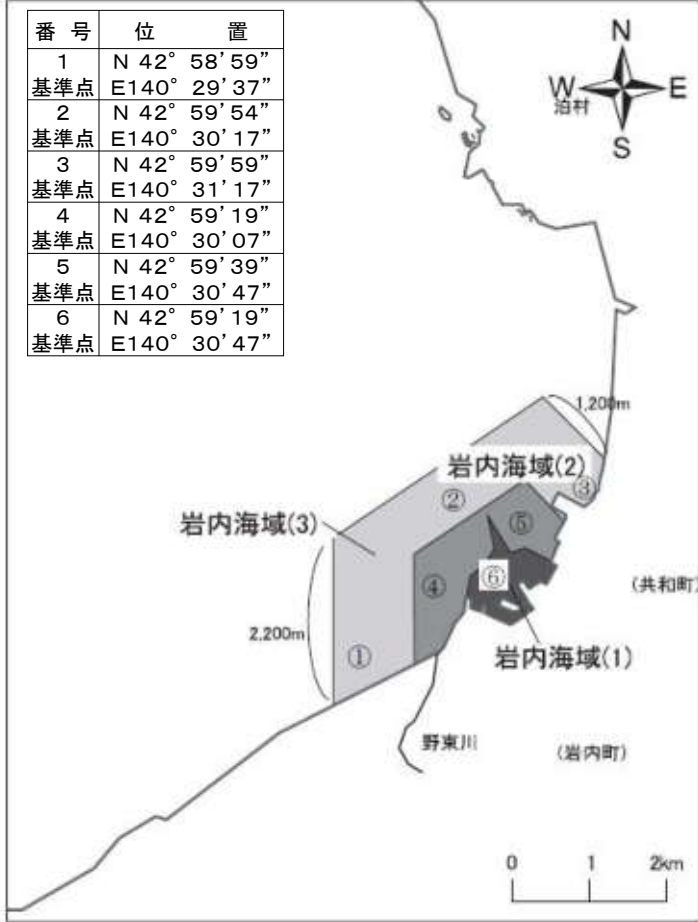 番 号 位 置
1 N 42° 58’59”
基準点 E140° 29’37”
2 N 42° 59’54”
基準点 E140° 30’17”
3 N 42° 59’59”
基準点 E140° 31’17”
4 N 42° 59’19”
基準点 E140° 30’07”
5 N 42° 59’39”
基準点 E140° 30’47”
6 N 42° 59’19”
基準点 E140° 30’47”
N
W E
泊村
S
1,200m
岩内海域(2)
③
②
岩内海域(3)
⑤
⑥
④
(共和町)
2,200m
①
岩内海域(1)
野束川
(岩内町)
0 1 2km